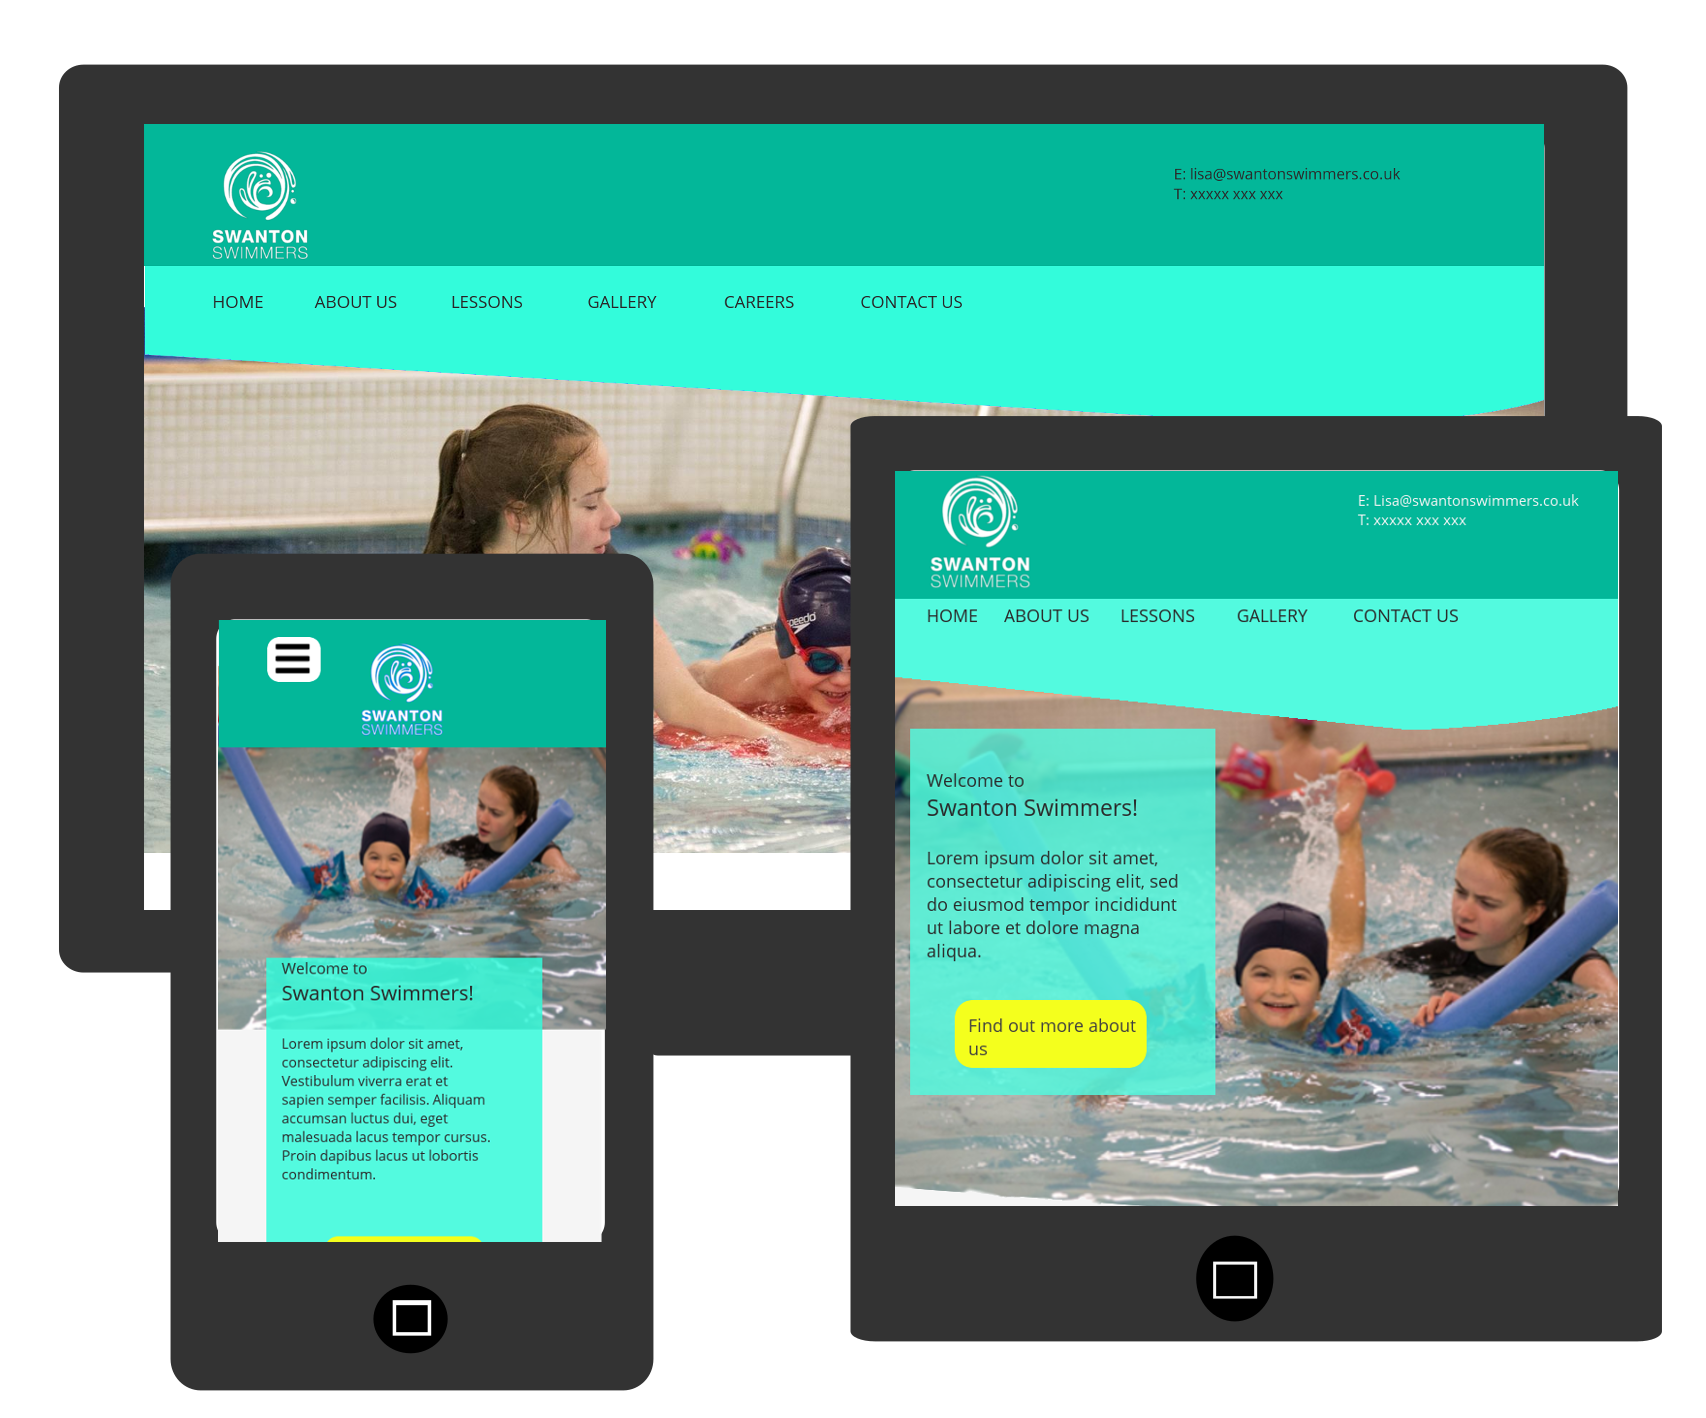 SWANTON
SWIMMERS
E: lisa@swantonswimmers.co.uk
T: xxxxx xxx xxx
HOME ABOUT US LESSONS GALLERY CAREERS CONTACT US
speedo
SWANTON
SWIMMERS
E: Lisa@swantonswimmers.co.uk
T: xxxxx xxx xxx
HOME ABOUT US LESSONS GALLERY CONTACT US
Welcome to
Swanton Swimmers!
Lorem ipsum dolor sit amet,
consectetur adipiscing elit, sed
do eiusmod tempor incididunt
ut labore et dolore magna
aliqua.
Find out more about
us
SWANTON
SWIMMERS
Welcome to
Swanton Swimmers!
Lorem ipsum dolor sit amet,
consectetur adipiscing elit.
Vestibulum viverra erat et
sapien semper facilisis. Aliquam
accumsan luctus dui, eget
malesuada lacus tempor cursus.
Proin dapibus lacus ut lobortis
condimentum.